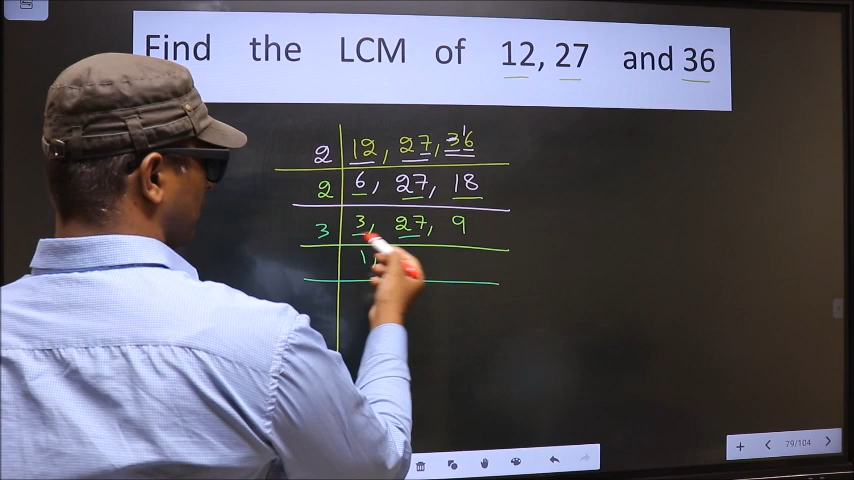 Find the LCM of 12, 27 and 36
2 12, 27, 36
2 6, 27, 18
3 3, 27, 9
1,
79/104